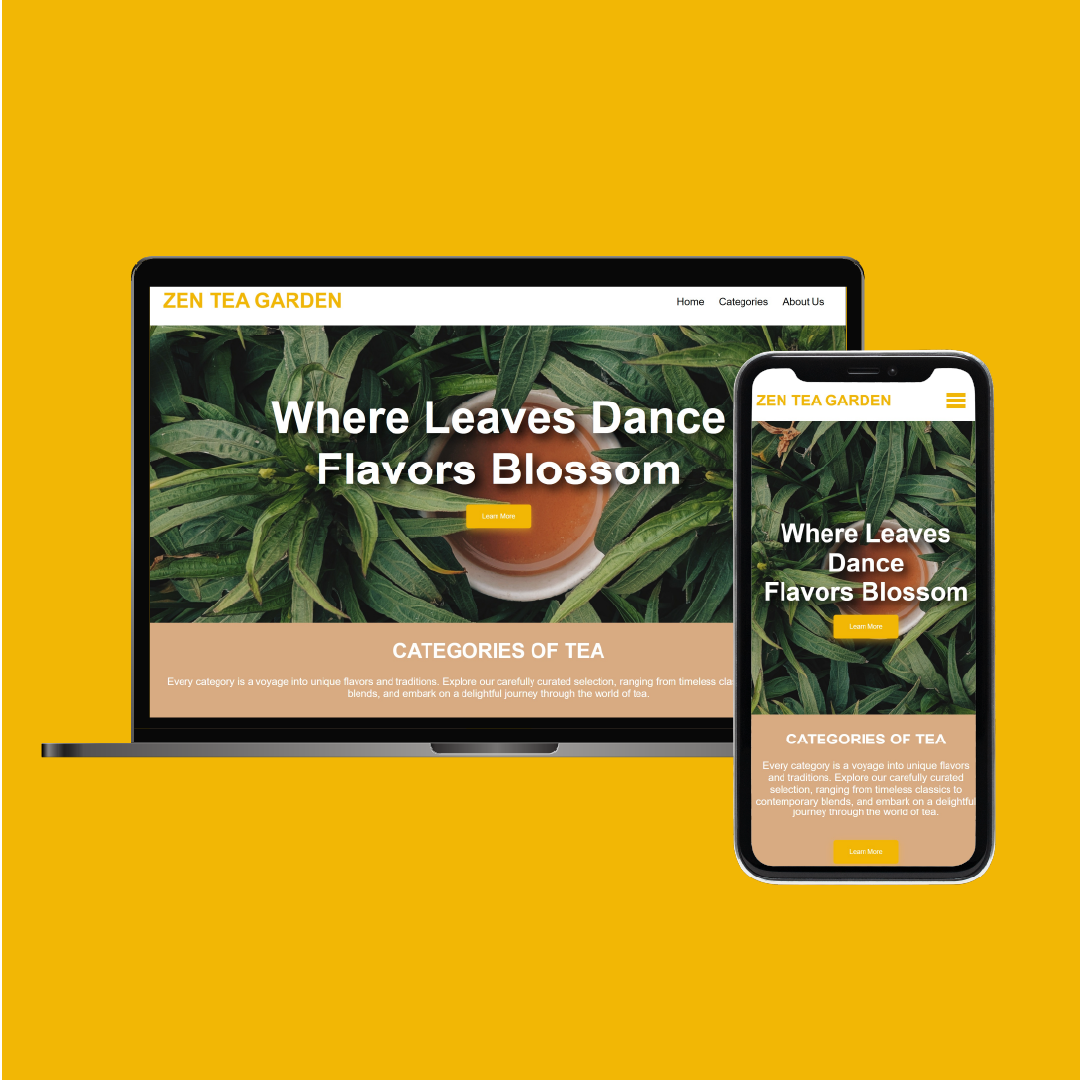 ZEN TEA GARDEN
Home Categories About Us
Where Leaves Dance
Flavors Blossom
Learn More
CATEGORIES OF TEA
Every category is a voyage into unique flavors and traditions. Explore our carefully curated selection, ranging from timeless
blends, and embark on a delightful journey through the world of tea.
ZEN TEA GARDEN
Where Leaves
Dance
Flavors Blossom
Learn More
CATEGORIES OF TEA
Every category is a voyage into unique flavors
and traditions. Explore our carefully curated
selection, ranging from timeless classics to
contemporary blends, and embark on a delightful
journey through the world of tea.
Learn More